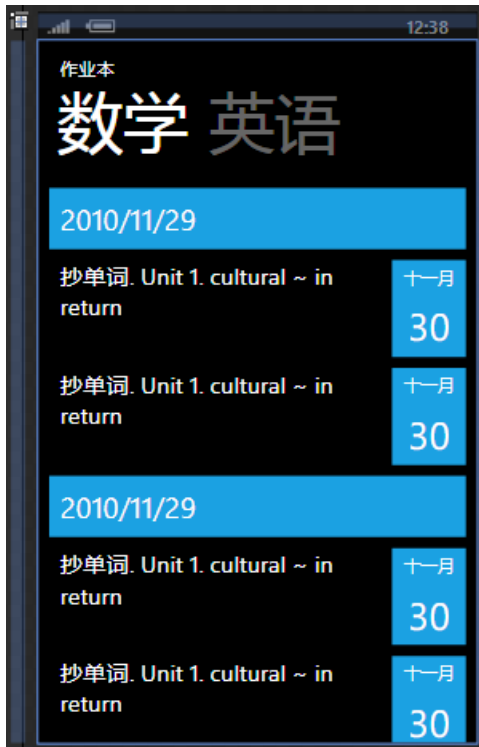 12:38
作业本
数学 英语
2010/11/29
抄单词. Unit 1. cultural ~ in
return
十一月
30
抄单词. Unit 1. cultural ~ in
return
十一月
30
2010/11/29
抄单词. Unit 1. cultural ~ in
return
十一月
30
抄单词. Unit 1. cultural ~ in
return
十一月
30